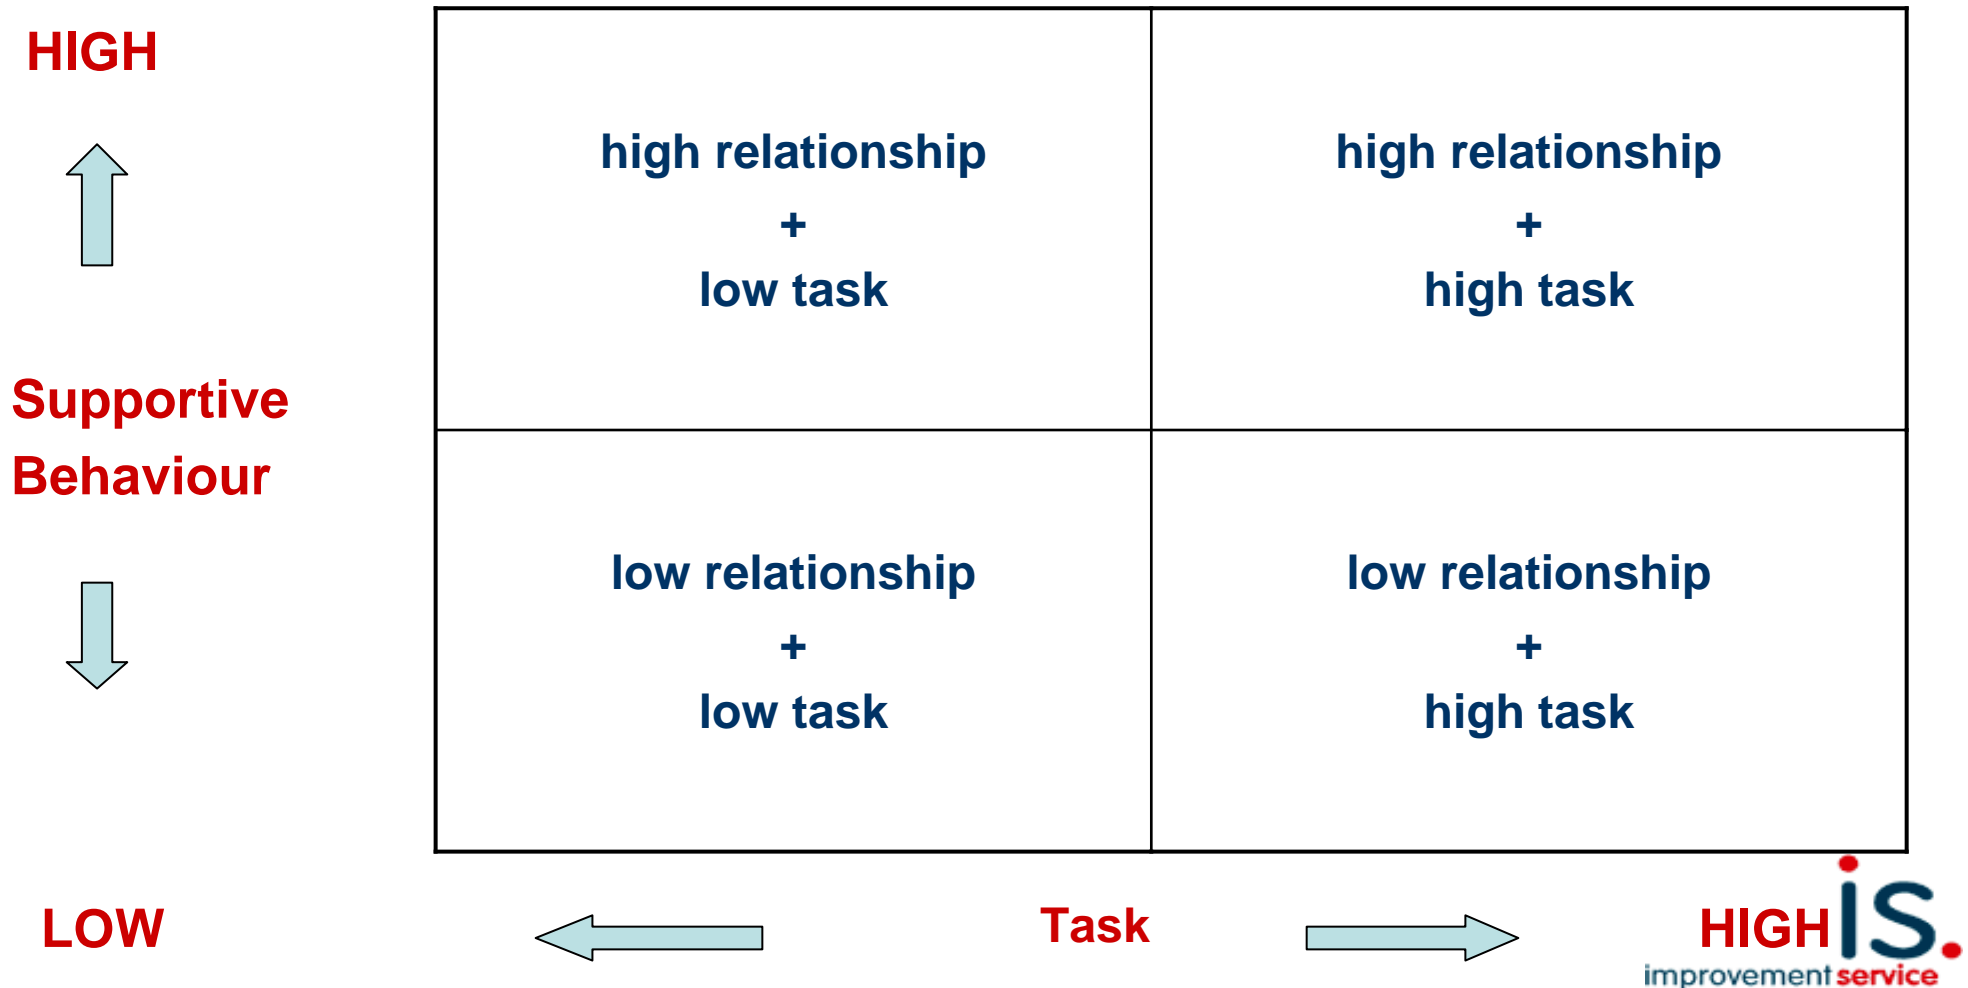 HIGH
high relationship
+
low task
high relationship
+
high task
Supportive
Behaviour
low relationship
+
low task
low relationship
+
high task
LOW
Task
HIGH
is.
improvement service